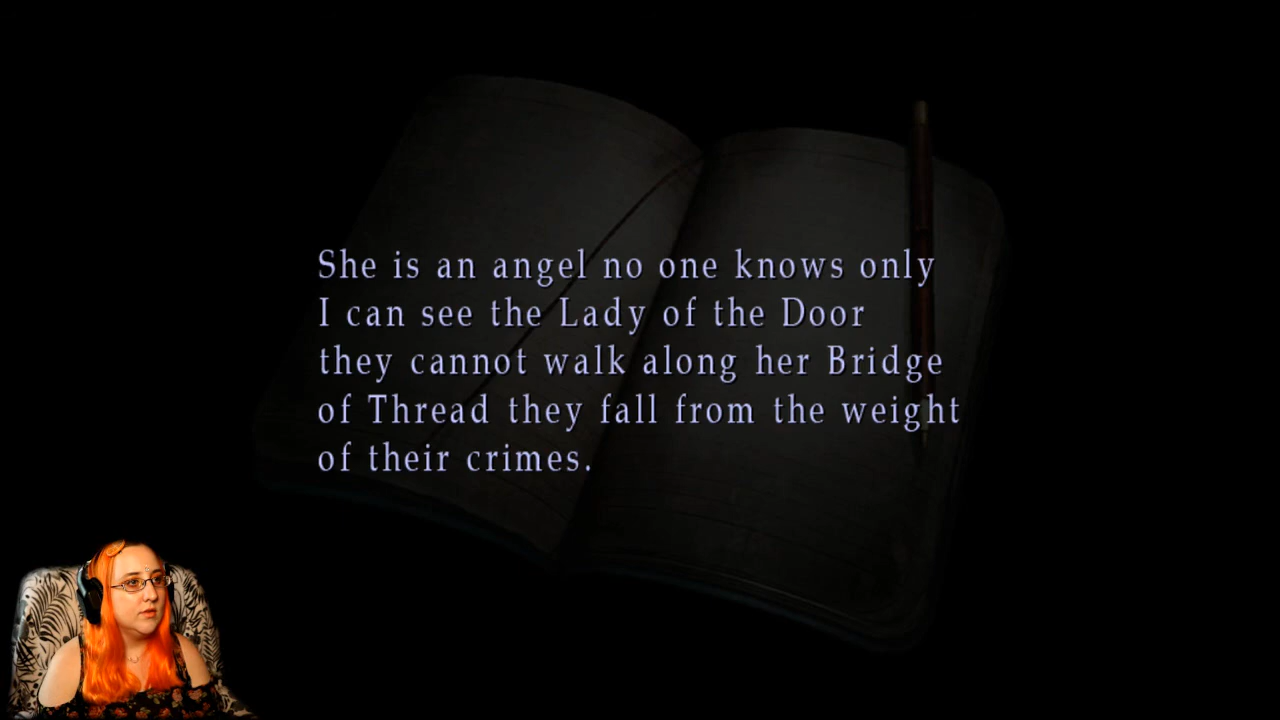 She is an angel no one knows only
I can see the Lady of the Door
they cannot walk along her Bridge
of Thread they fall from the weight
of their crimes.